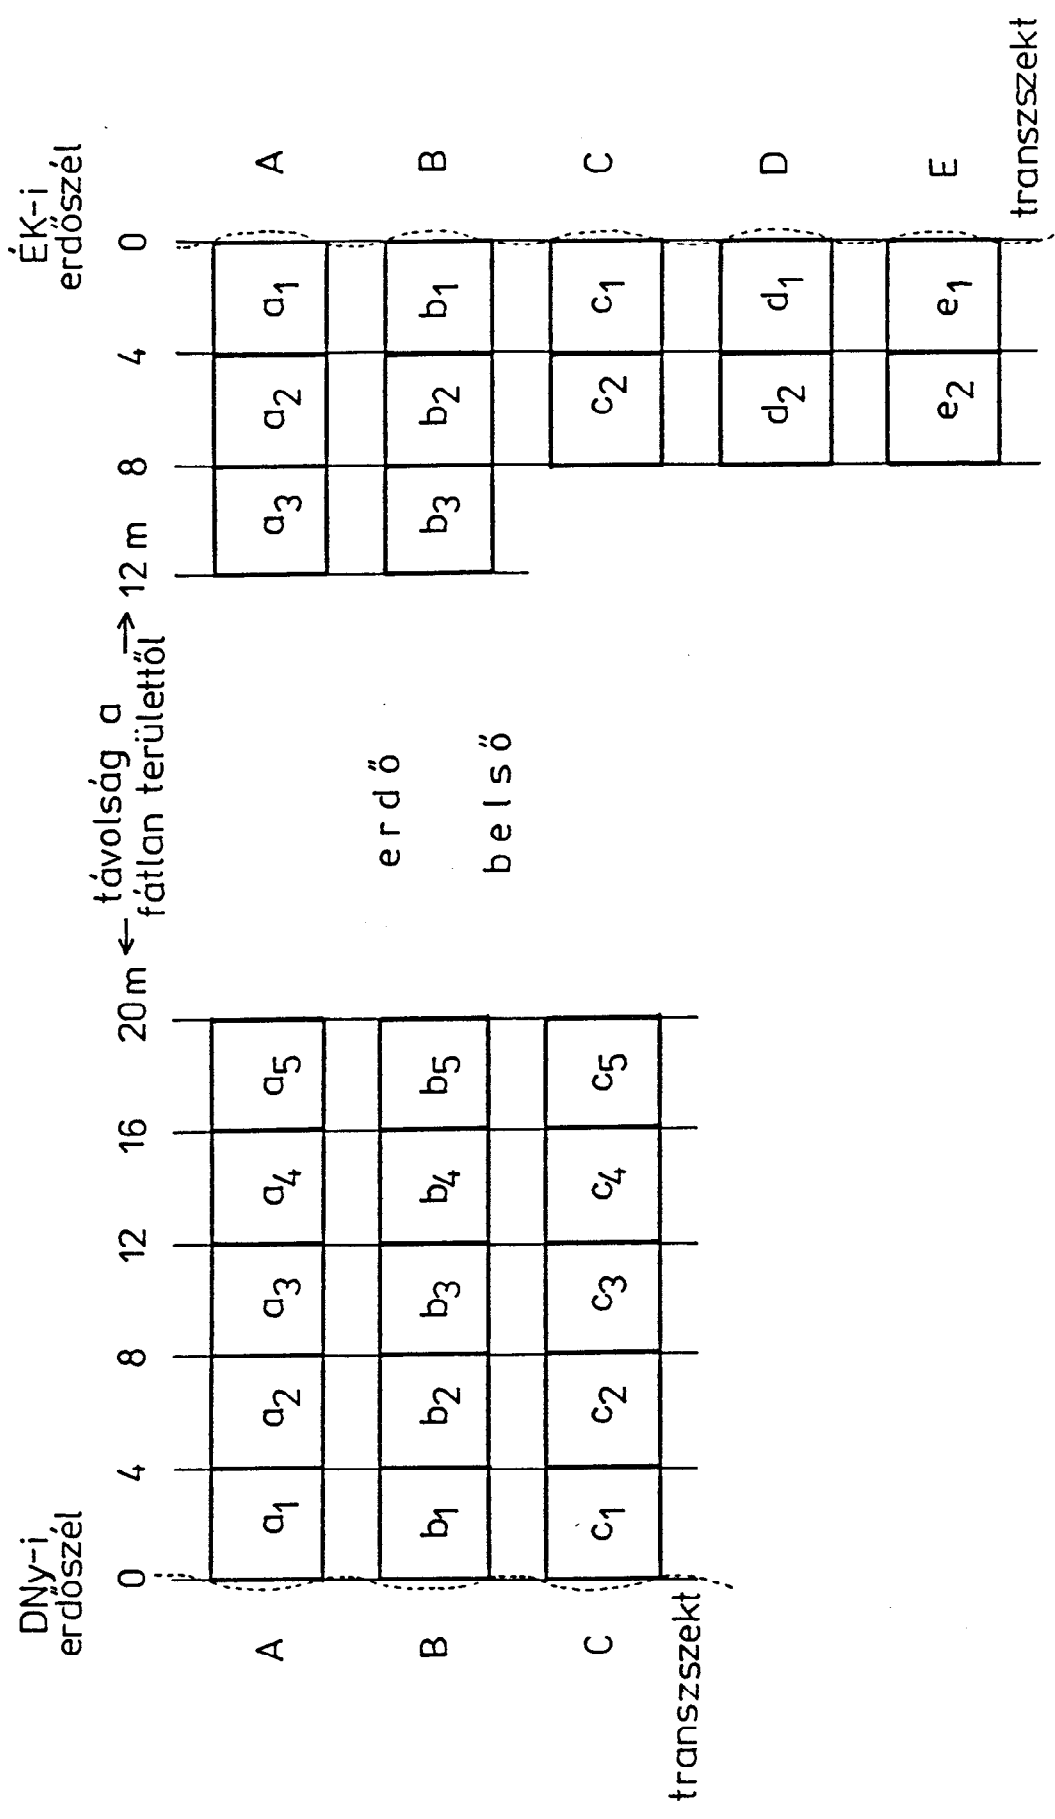 DNy-i
erdőszél
ÉK-i
erdőszél
← távolság a →
fátlan területtől
0 4 8 12 16 20 m
12 m 8 4 0
A a1 a2 a3 a4 a5
a3 a2 a1 A
B b1 b2 b3 b4 b5
erdő
b3 b2 b1 B
belső
C c1 c2 c3 c4 c5
c2 c1 C
transzszekt
d2 d1 D
e2 e1 E
transzszekt